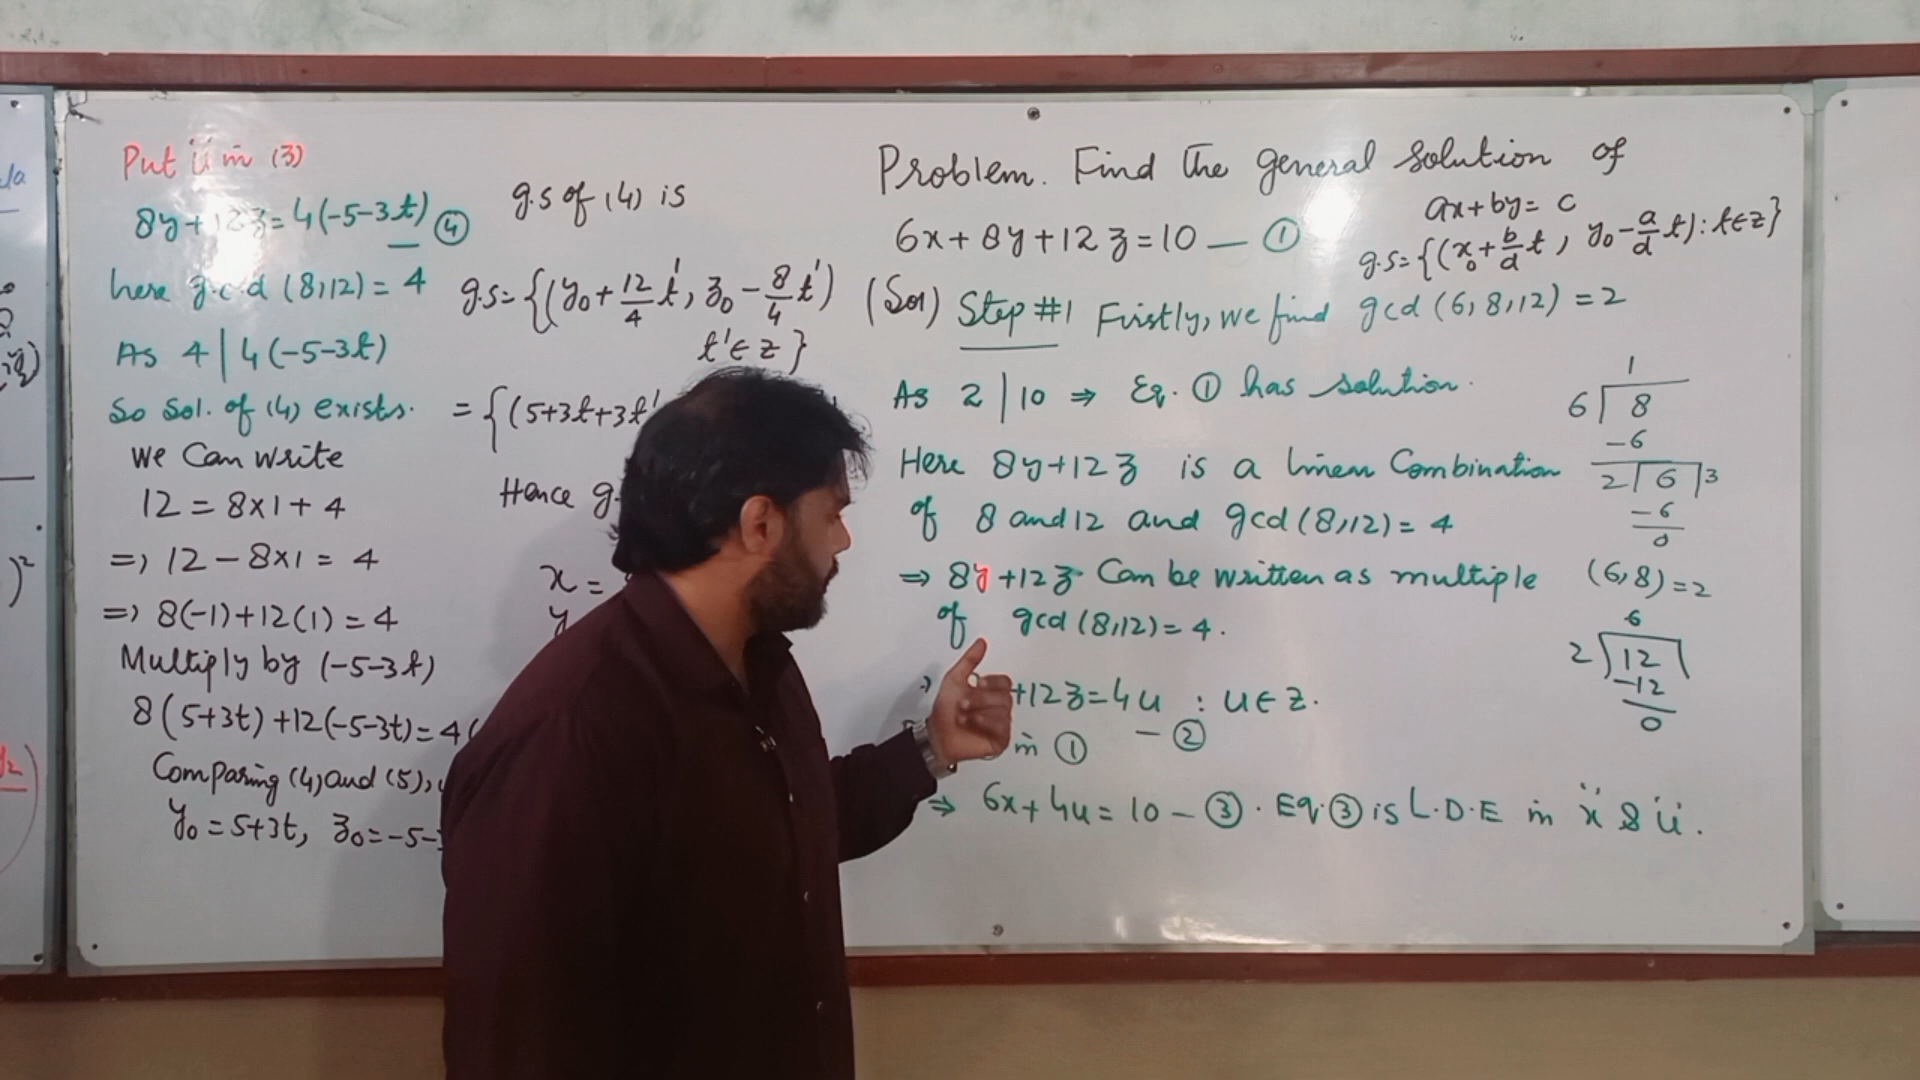 Problem. Find the general solution of
6x+8y+12z=10 — ①
ax+by= c
g.s={(x₀+b/d t, y₀-a/d t): t∈z}
(Sol) Step #1 Firstly, we find gcd (6,8,12) = 2
As 2 | 10 ⇒ Eq. ① has solution.
Here 8y+12z is a linear Combination
of 8 and 12 and gcd (8,12) = 4
⇒ 8y+12z Can be written as multiple
of gcd (8,12) = 4.
+12z=4u : u∈z.
— ②
in ①
⇒ 6x+4u=10 — ③ . Eq. ③ is L.D.E in x & u.
1
6 8
-6
2 | 6 | 3
-6
0
(6,8)=2
6
2 12
-12
0
Put in (3)
8y+12z=4(-5-3t)
— ④
here g.c.d (8,12) = 4
As 4 | 4(-5-3t)
So Sol. of (4) exists.
We Can write
12 = 8x1+4
=) 12-8x1 = 4
=) 8(-1)+12(1) = 4
Multiply by (-5-3t)
8(5+3t)+12(-5-3t)=4(
Comparing (4) and (5),
y₀=5+3t, z₀=-5-
g.s of (4) is
g.s={(y₀+12/4 t', z₀-8/4 t')
t'∈z}
={(5+3t+3t'
Hence g.
x =
y